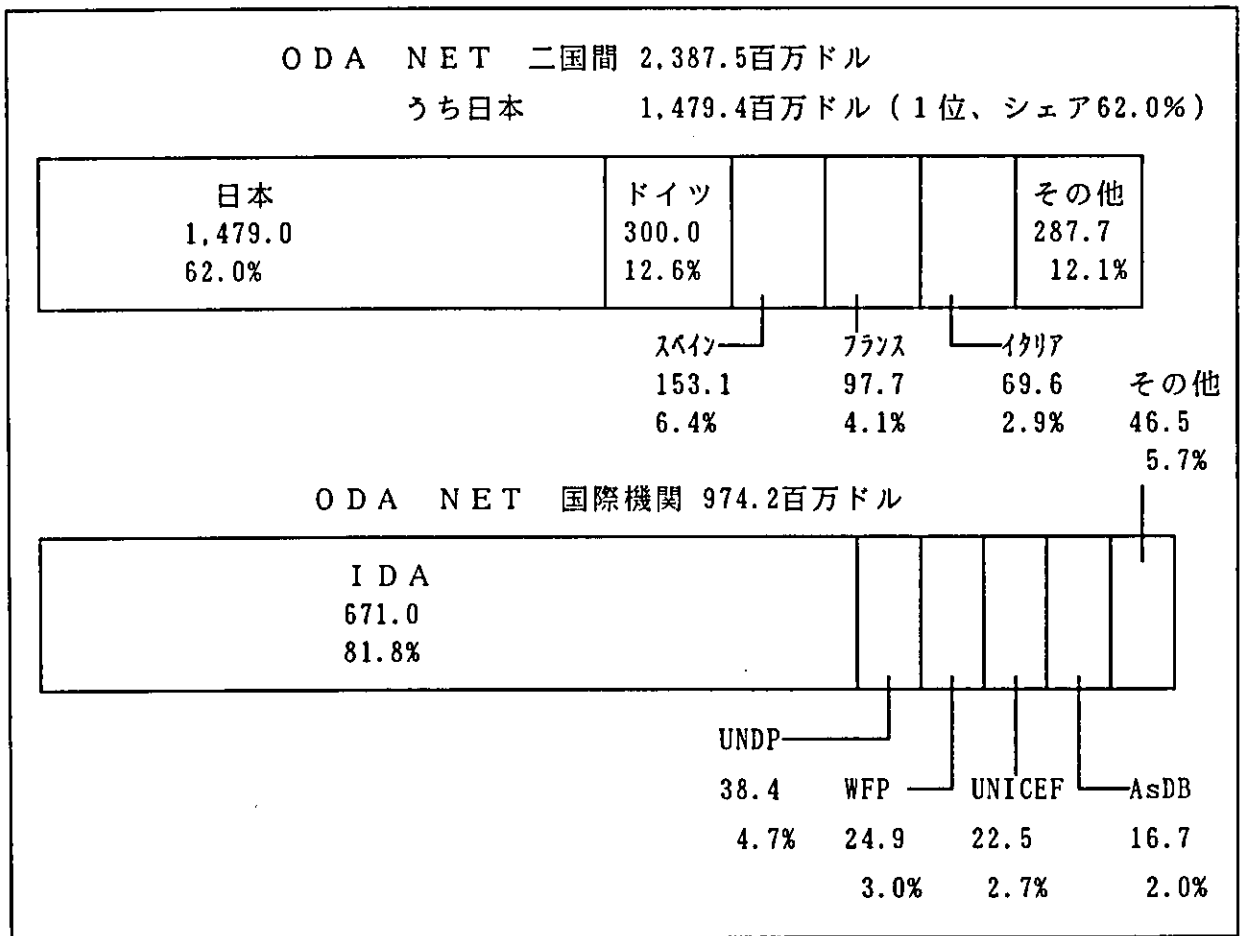 ODA NET 二国間 2,387.5百万ドル
うち日本 1,479.4百万ドル(1位、シェア62.0%)
日本 ドイツ その他
1,479.0 300.0 287.7
62.0% 12.6% 12.1%
スペイン フランス イタリア
153.1 97.7 69.6 その他
6.4% 4.1% 2.9% 46.5
5.7%
ODA NET 国際機関 974.2百万ドル
IDA
671.0
81.8%
UNDP
38.4 WFP UNICEF AsDB
4.7% 24.9 22.5 16.7
3.0% 2.7% 2.0%